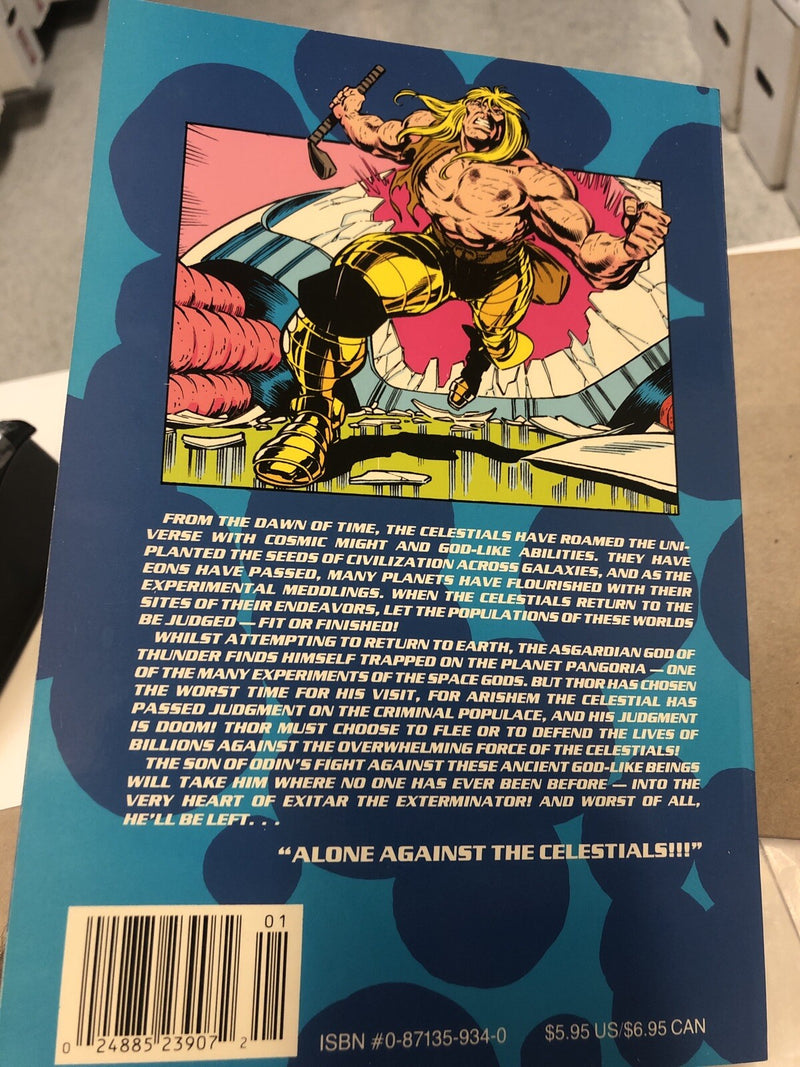 FROM THE DAWN OF TIME, THE CELESTIALS HAVE ROAMED THE UNI-
VERSE WITH COSMIC MIGHT AND GOD-LIKE ABILITIES. THEY HAVE
PLANTED THE SEEDS OF CIVILIZATION ACROSS GALAXIES, AND AS THE
EONS HAVE PASSED, MANY PLANETS HAVE FLOURISHED WITH THEIR
EXPERIMENTAL MEDDLINGS. WHEN THE CELESTIALS RETURN TO THE
SITES OF THEIR ENDEAVORS, LET THE POPULATIONS OF THESE WORLDS
BE JUDGED — FIT OR FINISHED!
WHILST ATTEMPTING TO RETURN TO EARTH, THE ASGARDIAN GOD OF
THUNDER FINDS HIMSELF TRAPPED ON THE PLANET PANGORIA — ONE
OF THE MANY EXPERIMENTS OF THE SPACE GODS. BUT THOR HAS CHOSEN
THE WORST TIME FOR HIS VISIT, FOR ARISHEM THE CELESTIAL HAS
PASSED JUDGMENT ON THE CRIMINAL POPULACE, AND HIS JUDGMENT
IS DOOM! THOR MUST CHOOSE TO FLEE OR TO DEFEND THE LIVES OF
BILLIONS AGAINST THE OVERWHELMING FORCE OF THE CELESTIALS!
THE SON OF ODIN'S FIGHT AGAINST THESE ANCIENT GOD-LIKE BEINGS
WILL TAKE HIM WHERE NO ONE HAS EVER BEEN BEFORE — INTO THE
VERY HEART OF EXITAR THE EXTERMINATOR! AND WORST OF ALL,
HE'LL BE LEFT. . .
“ALONE AGAINST THE CELESTIALS!!!”
01
0 24885 23907 2
ISBN #0-87135-934-0 $5.95 US/$6.95 CAN